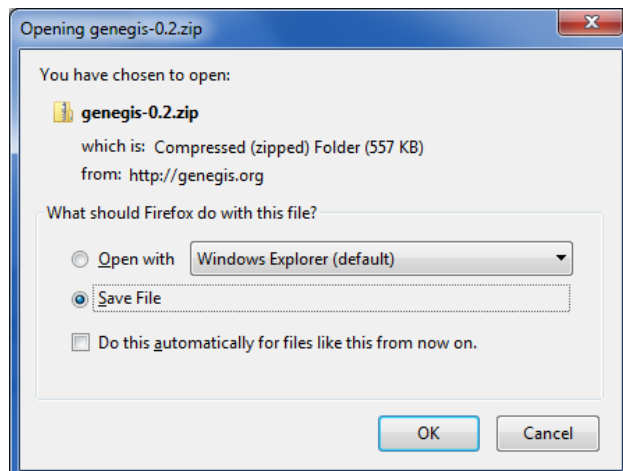 Opening genegis-0.2.zip
You have chosen to open:
genegis-0.2.zip
which is: Compressed (zipped) Folder (557 KB)
from: http://genegis.org
What should Firefox do with this file?
Open with Windows Explorer (default)
Save File
Do this automatically for files like this from now on.
OK Cancel